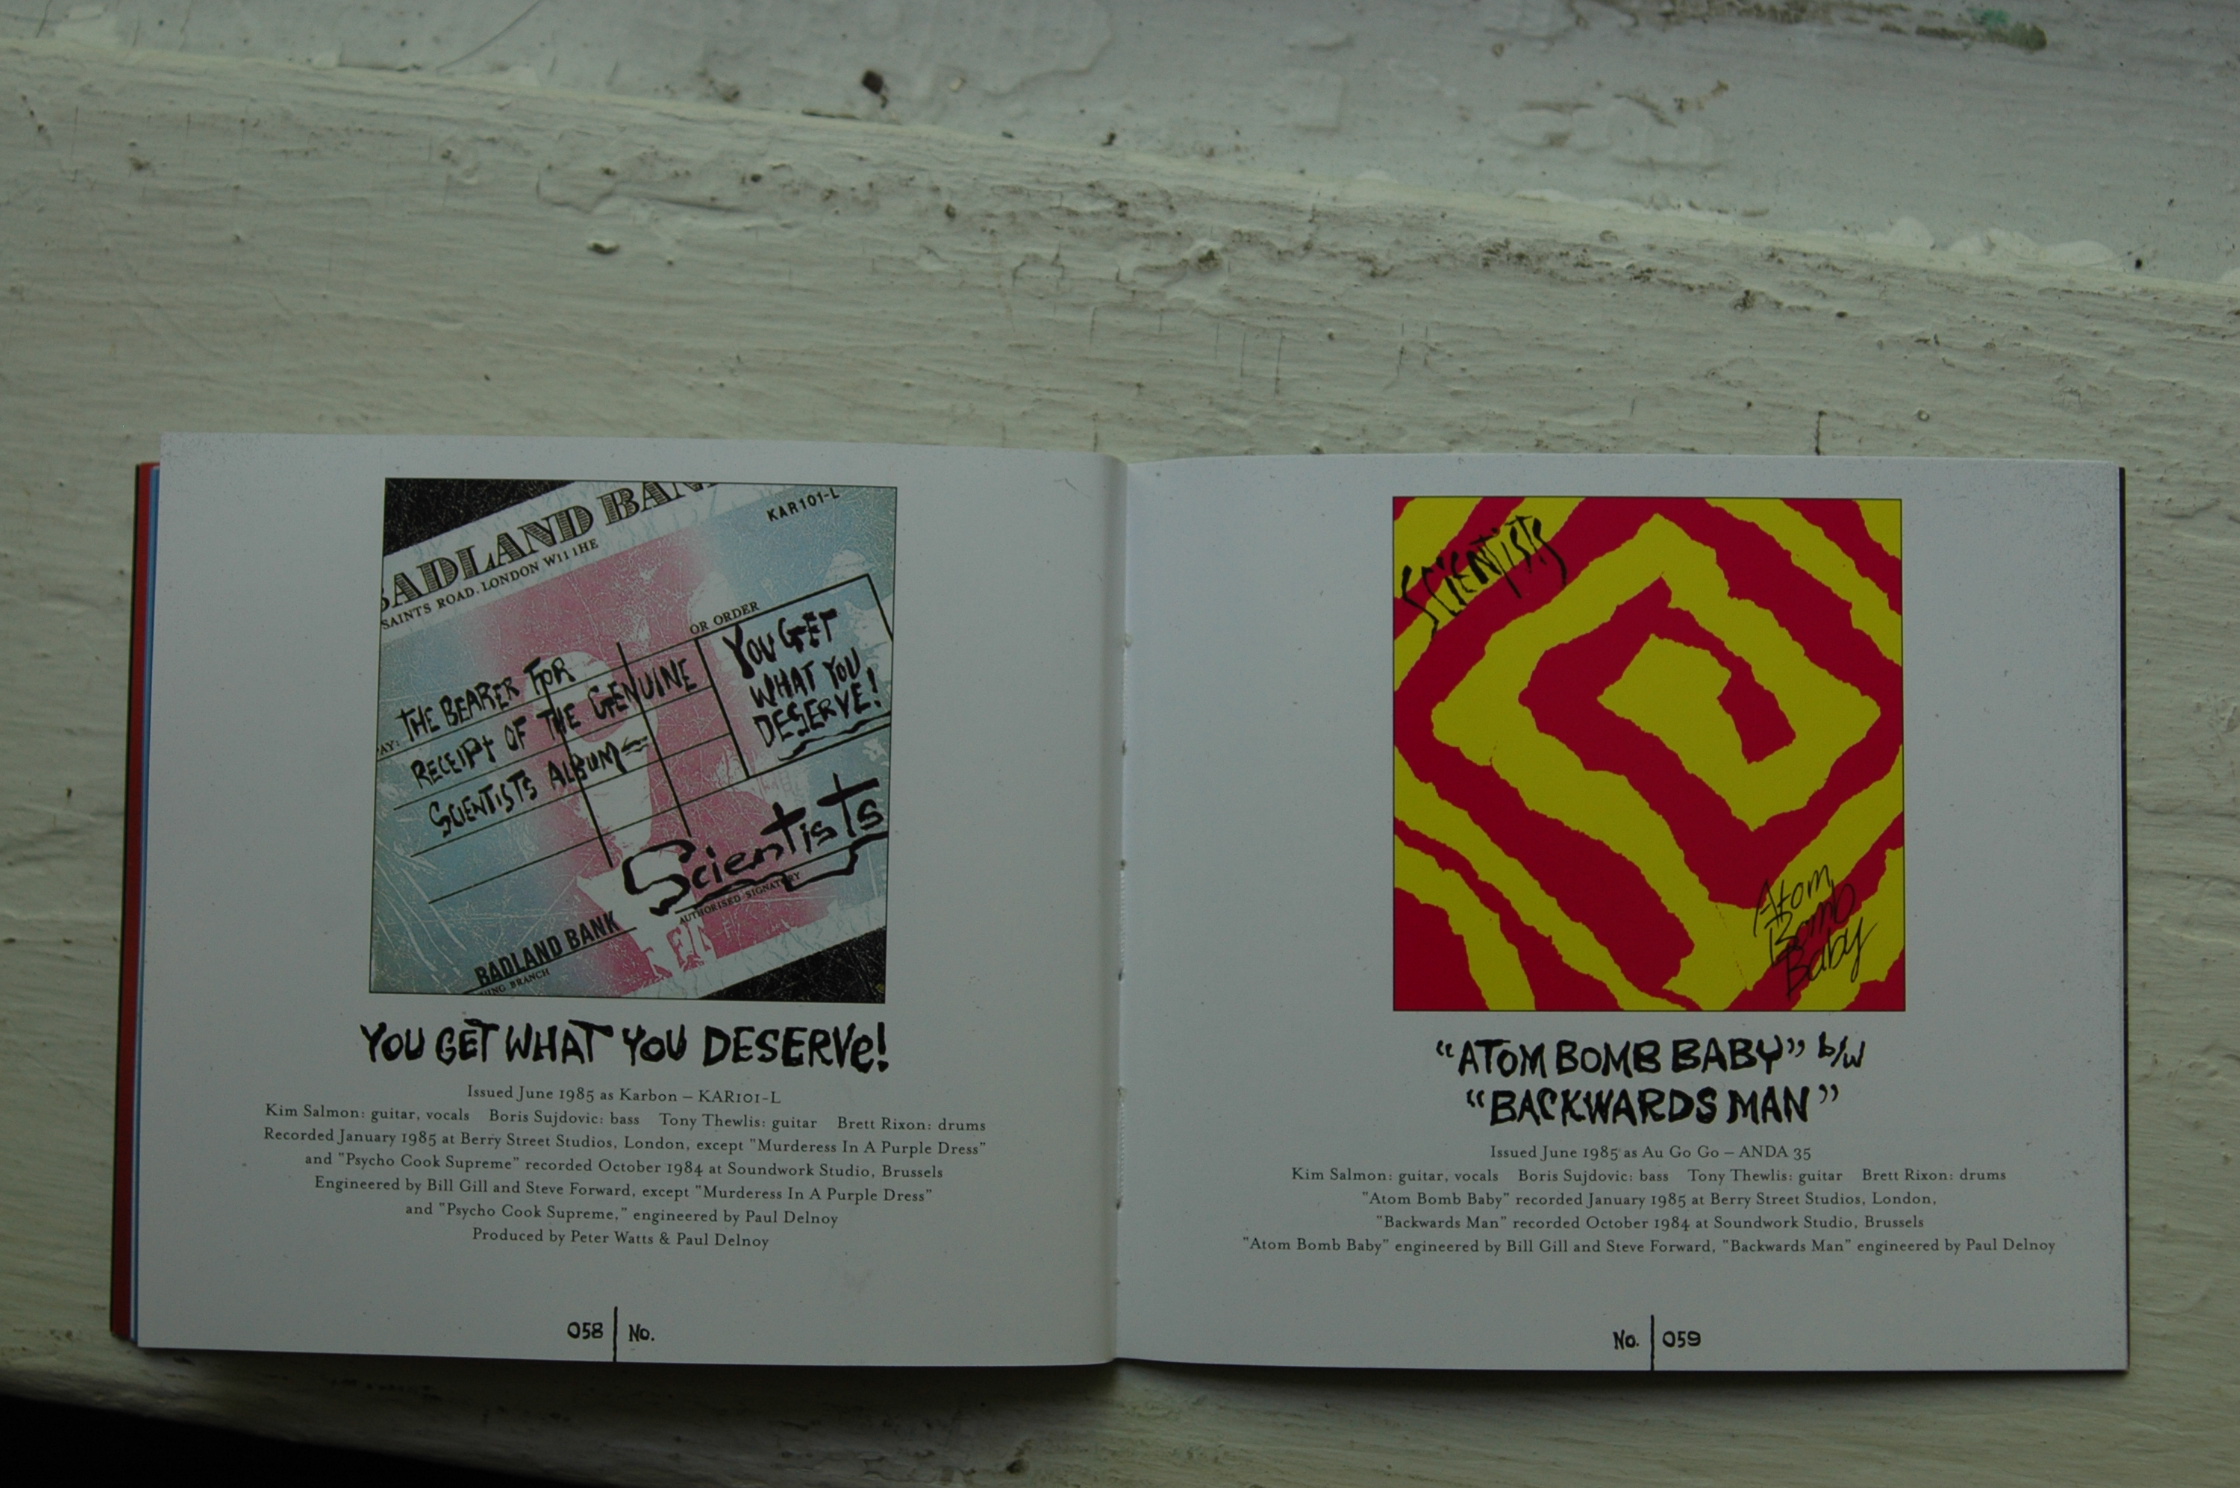 BADLAND BANK
SAINTS ROAD. LONDON W11 1HE
KAR101-L
OR ORDER
PAY: THE BEARER FOR
RECEIPt OF THE GENUINE
SCIENTISTS ALBUM
YOU GET
WHAT YOU
DESERVE!
Scientists
AUTHORISED SIGNATORY
BADLAND BANK
BRANCH
YOU GET WHAT YOU DESERVe!
Issued June 1985 as Karbon – KAR101-L
Kim Salmon: guitar, vocals Boris Sujdovic: bass Tony Thewlis: guitar Brett Rixon: drums
Recorded January 1985 at Berry Street Studios, London, except "Murderess In A Purple Dress"
and "Psycho Cook Supreme" recorded October 1984 at Soundwork Studio, Brussels
Engineered by Bill Gill and Steve Forward, except "Murderess In A Purple Dress"
and "Psycho Cook Supreme," engineered by Paul Delnoy
Produced by Peter Watts & Paul Delnoy
058 No.
SCIENTISTS
Atom
Bomb
Baby
“ATOM BOMB BABY” b/w
“BACKWARDS MAN”
Issued June 1985 as Au Go Go – ANDA 35
Kim Salmon: guitar, vocals Boris Sujdovic: bass Tony Thewlis: guitar Brett Rixon: drums
"Atom Bomb Baby" recorded January 1985 at Berry Street Studios, London,
"Backwards Man" recorded October 1984 at Soundwork Studio, Brussels
"Atom Bomb Baby" engineered by Bill Gill and Steve Forward, "Backwards Man" engineered by Paul Delnoy
No. 059